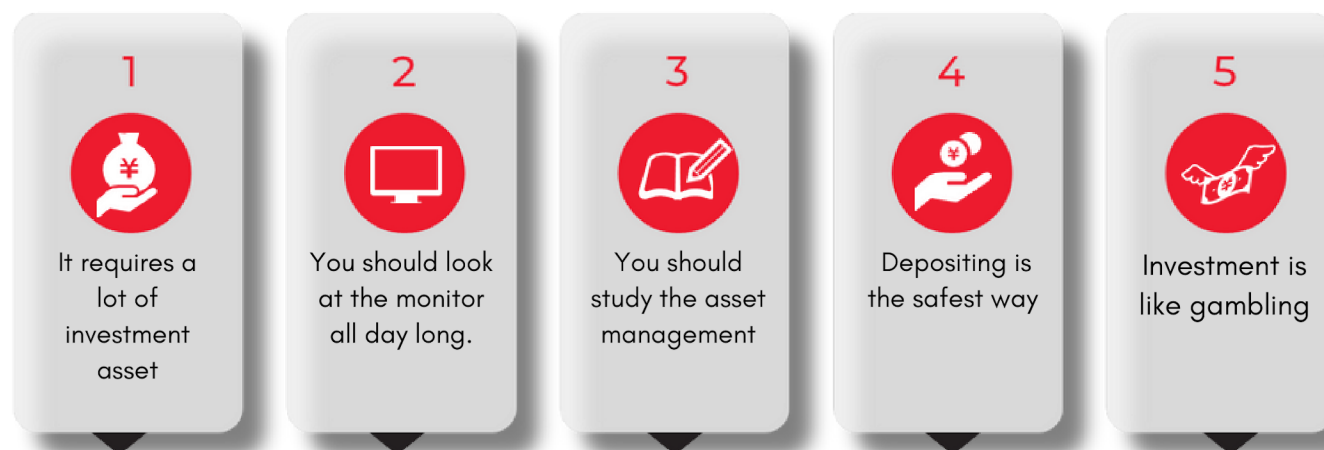 1
It requires a
lot of
investment
asset
2
You should look
at the monitor
all day long.
3
You should
study the asset
management
4
Depositing is
the safest way
5
Investment is
like gambling
¥
¥
¥